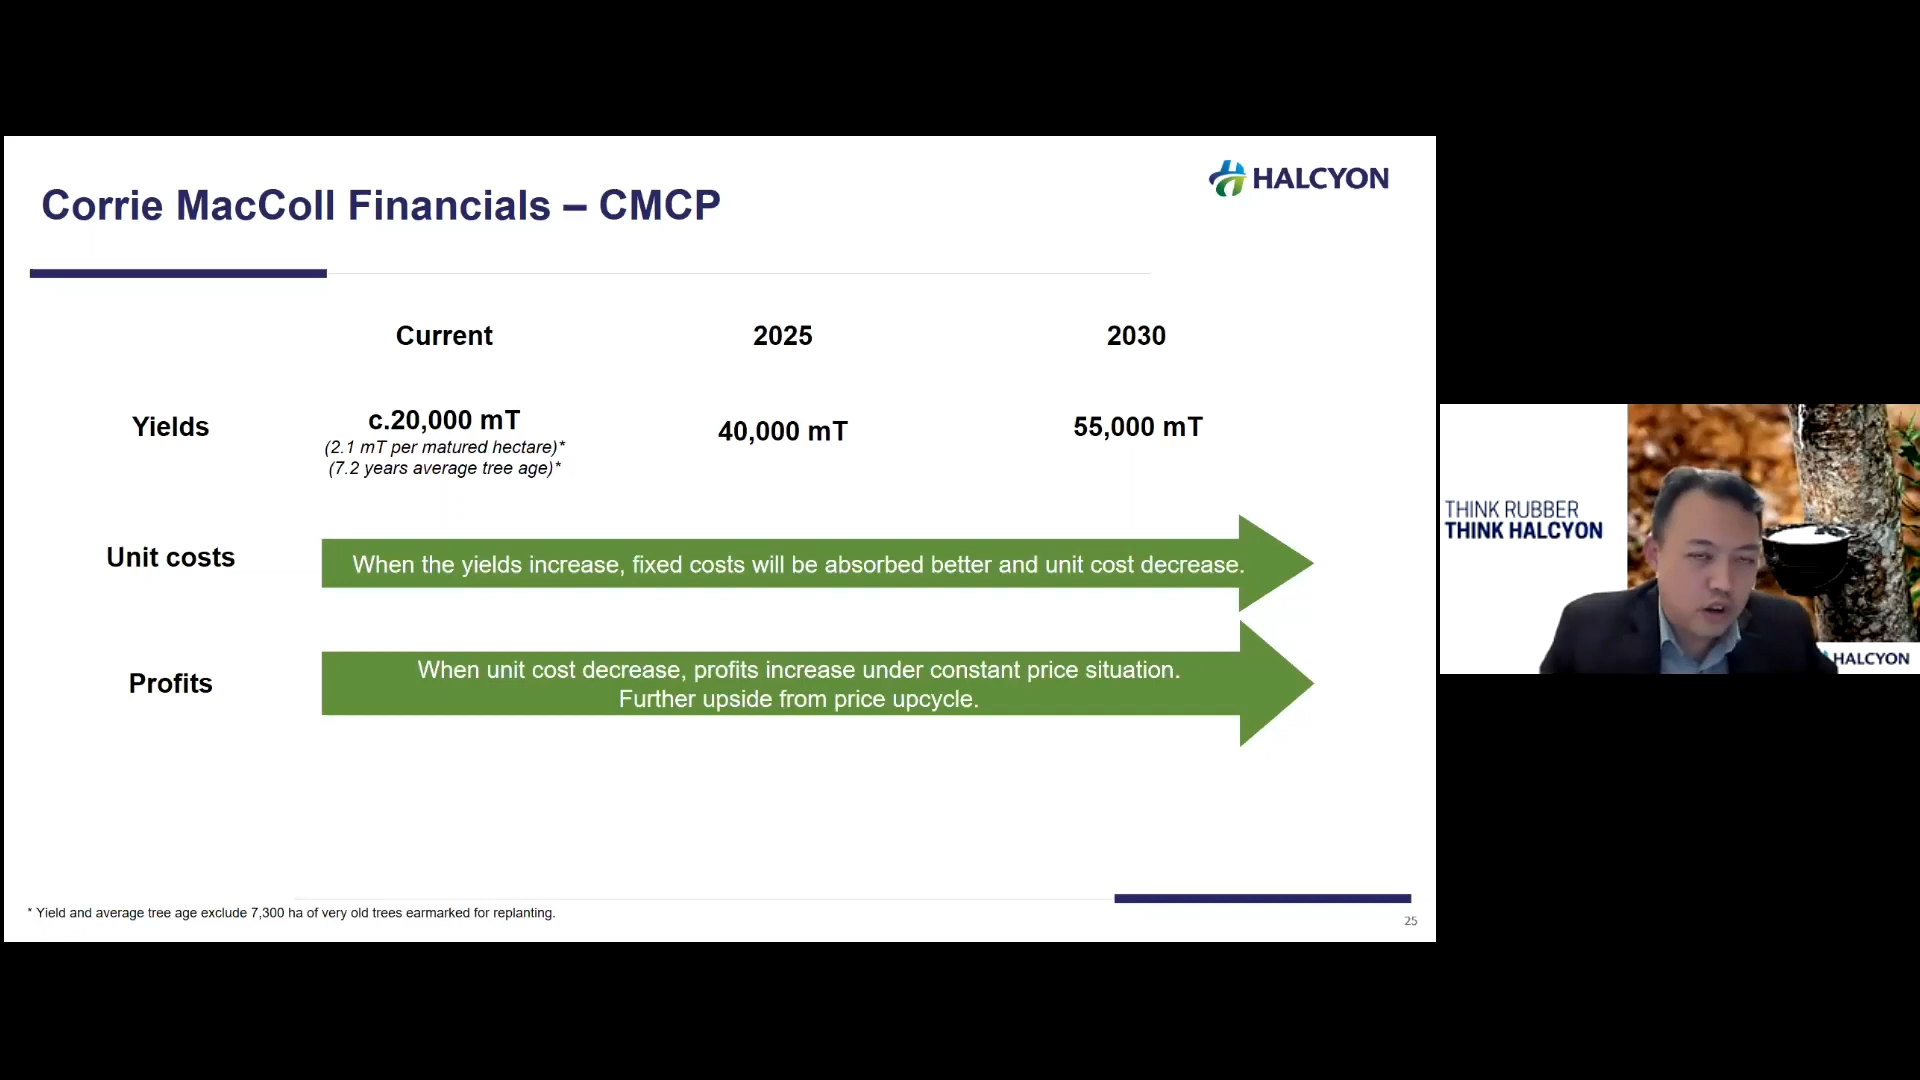 HALCYON
Corrie MacColl Financials – CMCP
Current
2025
2030
Yields
c.20,000 mT
(2.1 mT per matured hectare)*
(7.2 years average tree age)*
40,000 mT
55,000 mT
Unit costs
When the yields increase, fixed costs will be absorbed better and unit cost decrease.
Profits
When unit cost decrease, profits increase under constant price situation.
Further upside from price upcycle.
* Yield and average tree age exclude 7,300 ha of very old trees earmarked for replanting.
25
THINK RUBBER
THINK HALCYON
HALCYON